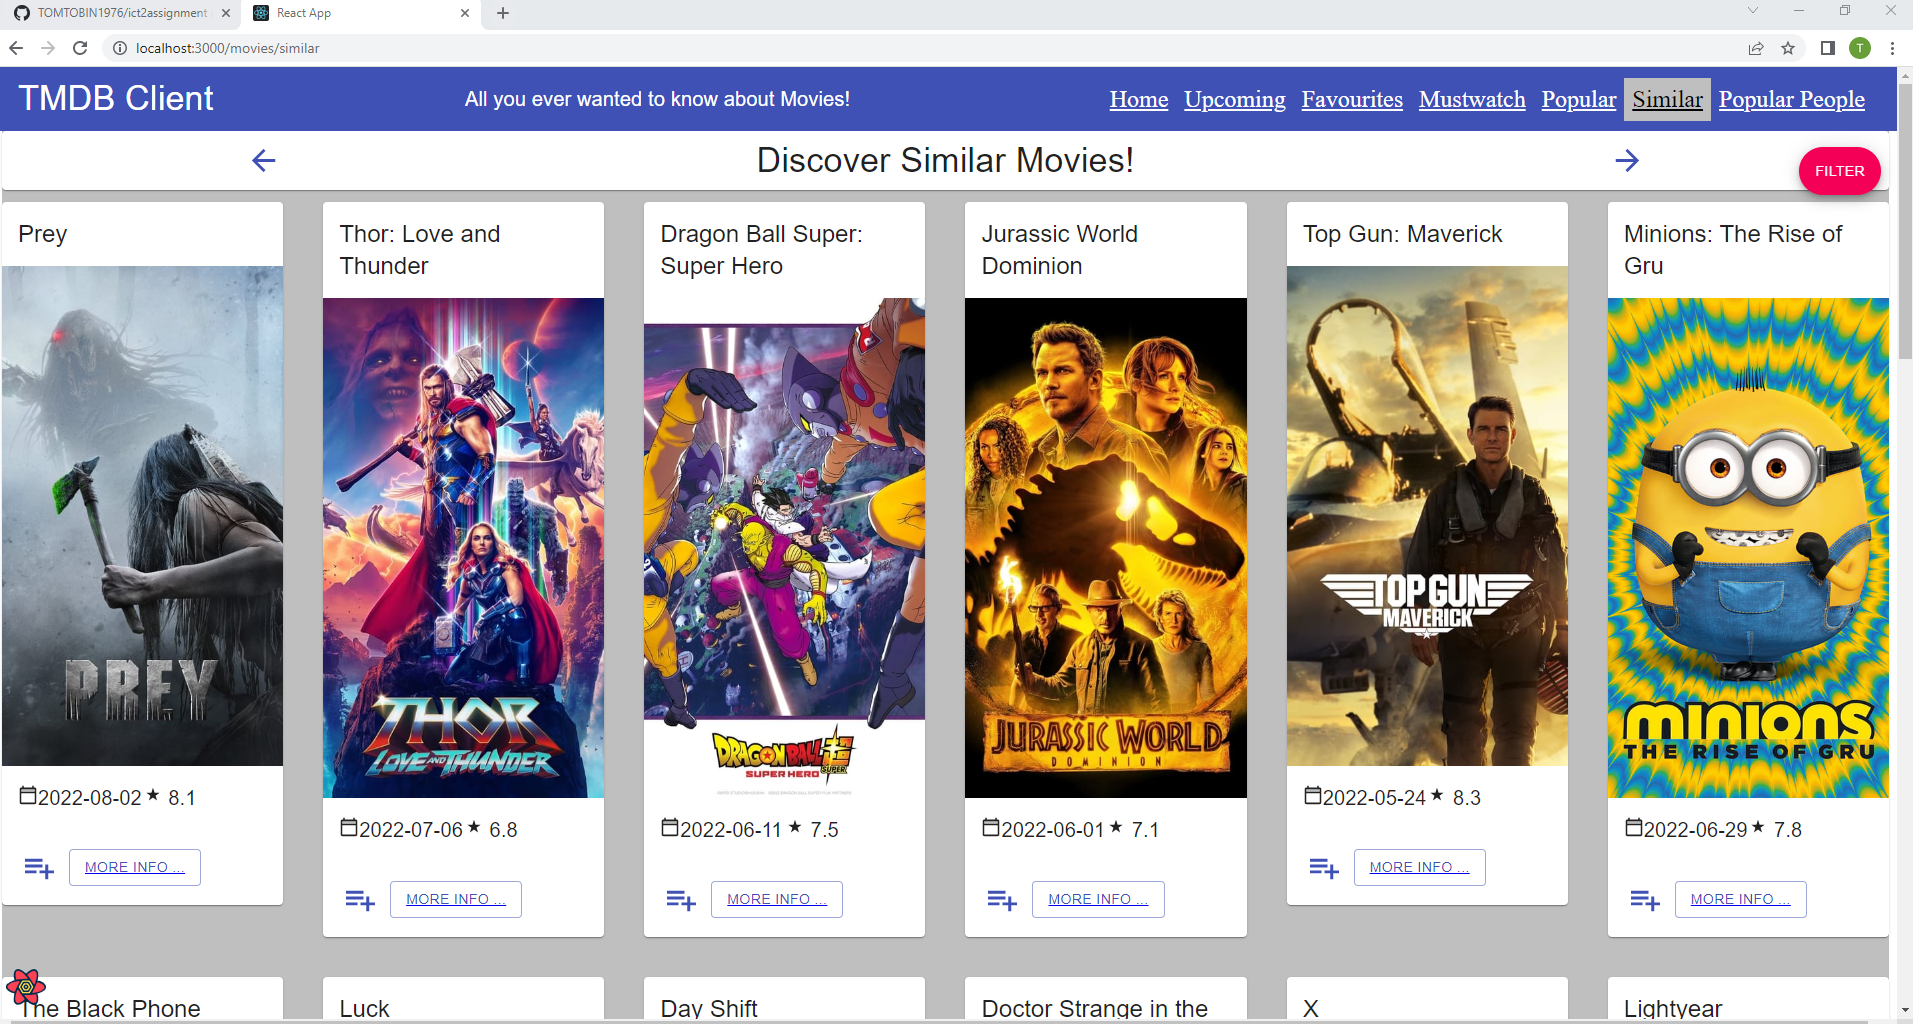 TOMTOBIN1976/ict2assignment
React App
localhost:3000/movies/similar
T
TMDB Client
All you ever wanted to know about Movies!
Home Upcoming Favourites Mustwatch Popular Similar Popular People
Discover Similar Movies!
FILTER
Prey
PREY
2022-08-02 ★ 8.1
MORE INFO ...
Thor: Love and
Thunder
THOR
LOVE AND THUNDER
2022-07-06 ★ 6.8
MORE INFO ...
Dragon Ball Super:
Super Hero
DRAGONBALL
SUPER
SUPER HERO
2022-06-11 ★ 7.5
MORE INFO ...
Jurassic World
Dominion
JURASSIC WORLD
DOMINION
2022-06-01 ★ 7.1
MORE INFO ...
Top Gun: Maverick
TOPGUN
MAVERICK
2022-05-24 ★ 8.3
MORE INFO ...
Minions: The Rise of
Gru
minions
THE RISE OF GRU
2022-06-29 ★ 7.8
MORE INFO ...
The Black Phone
Luck
Day Shift
Doctor Strange in the
X
Lightyear